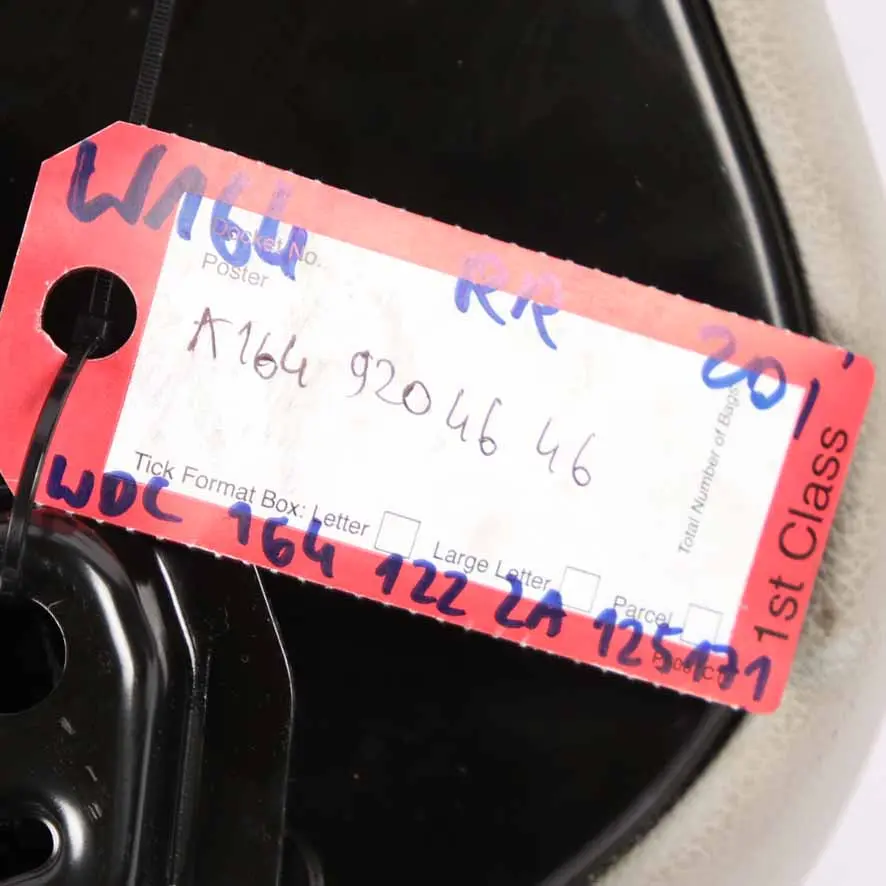 W164 RR 201'
Docket No.
Poster
A164 920 46 46
Total Number of Bags
Tick Format Box: Letter Large Letter Parcel
WDC 164 122 2A 125171
1st Class